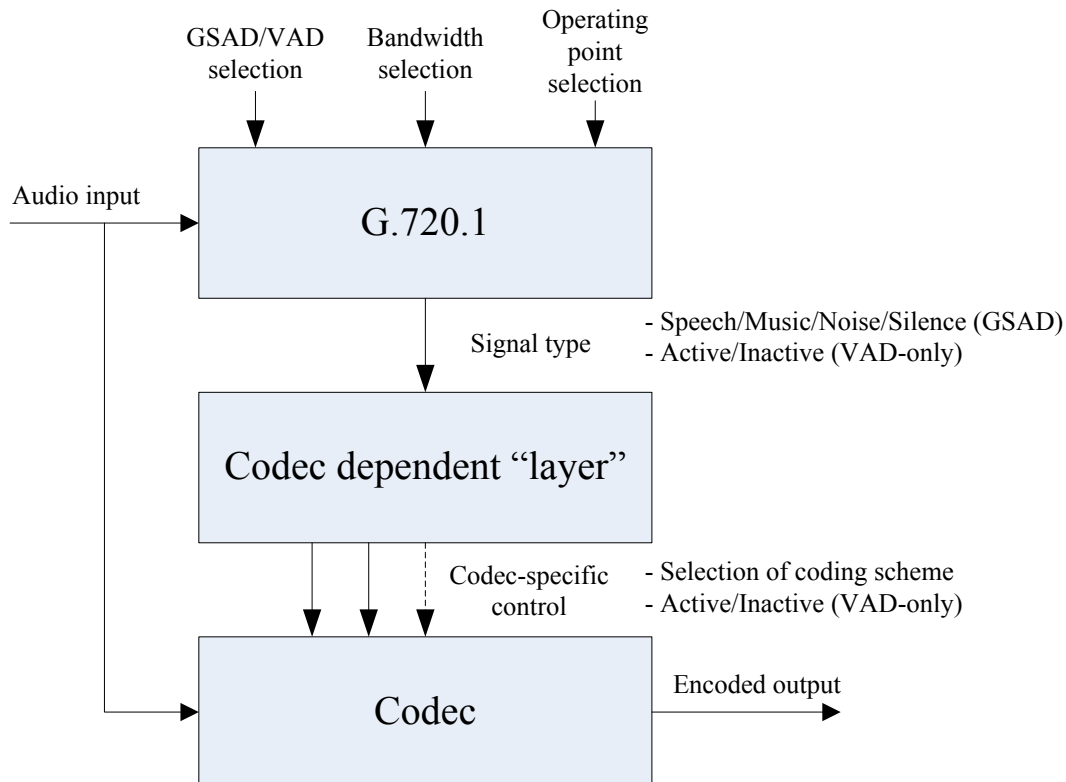 GSAD/VAD
selection
Bandwidth
selection
Operating
point
selection
Audio input
G.720.1
Signal type
- Speech/Music/Noise/Silence (GSAD)
- Active/Inactive (VAD-only)
Codec dependent “layer”
Codec-specific
control
- Selection of coding scheme
- Active/Inactive (VAD-only)
Codec
Encoded output